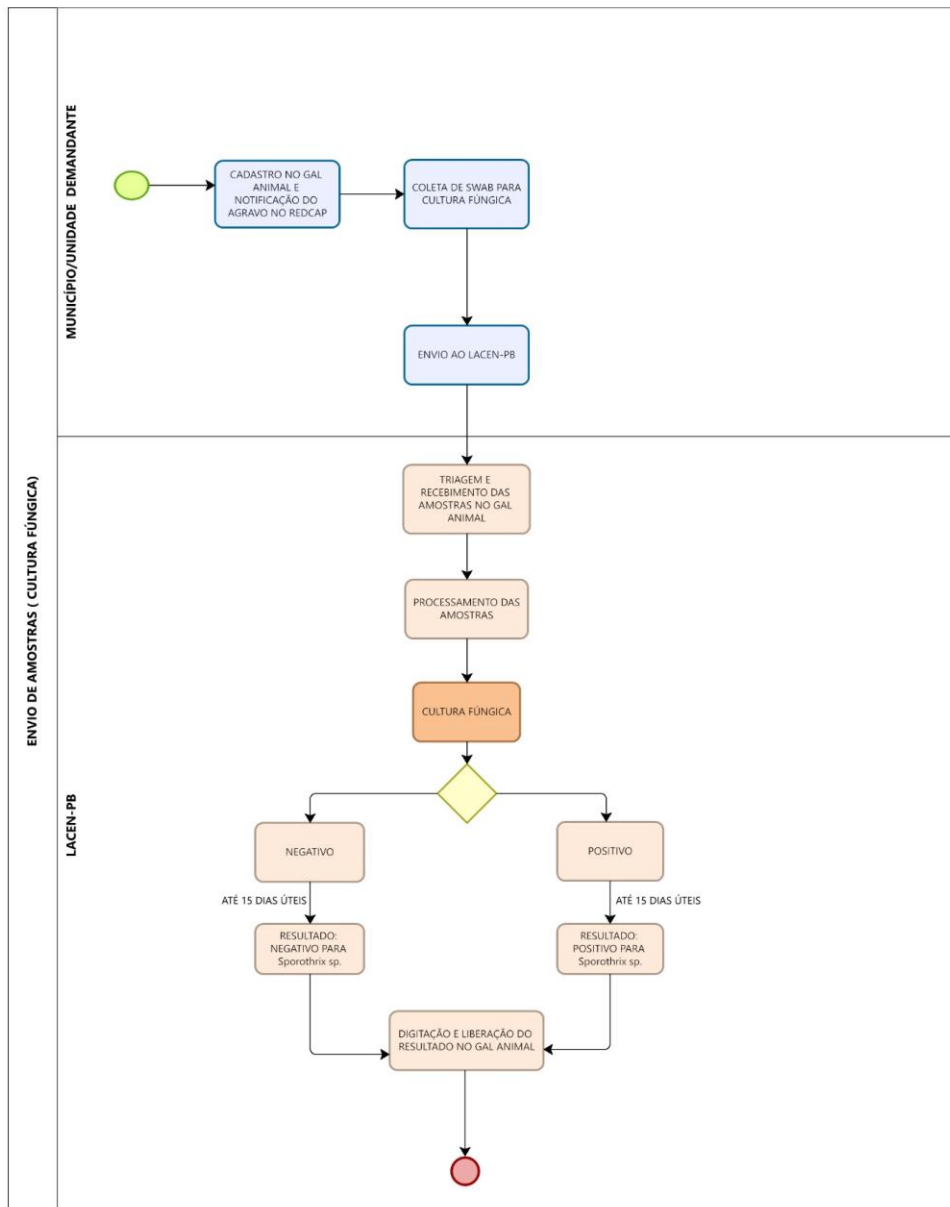 ENVIO DE AMOSTRAS ( CULTURA FÚNGICA)
MUNICÍPIO/UNIDADE DEMANDANTE
CADASTRO NO GAL
ANIMAL E
NOTIFICAÇÃO DO
AGRAVO NO REDCAP
COLETA DE SWAB PARA
CULTURA FÚNGICA
ENVIO AO LACEN-PB
LACEN-PB
TRIAGEM E
RECEBIMENTO DAS
AMOSTRAS NO GAL
ANIMAL
PROCESSAMENTO DAS
AMOSTRAS
CULTURA FÚNGICA
NEGATIVO
POSITIVO
ATÉ 15 DIAS ÚTEIS
ATÉ 15 DIAS ÚTEIS
RESULTADO:
NEGATIVO PARA
Sporothrix sp.
RESULTADO:
POSITIVO PARA
Sporothrix sp.
DIGITAÇÃO E LIBERAÇÃO DO
RESULTADO NO GAL ANIMAL